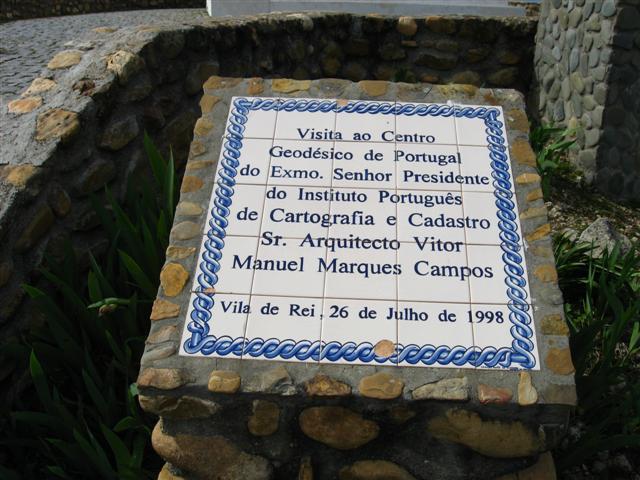 Visita ao Centro
Geodésico de Portugal
do Exmo. Senhor Presidente
do Instituto Português
de Cartografia e Cadastro
Sr. Arquitecto Vitor
Manuel Marques Campos
Vila de Rei, 26 de Julho de 1998